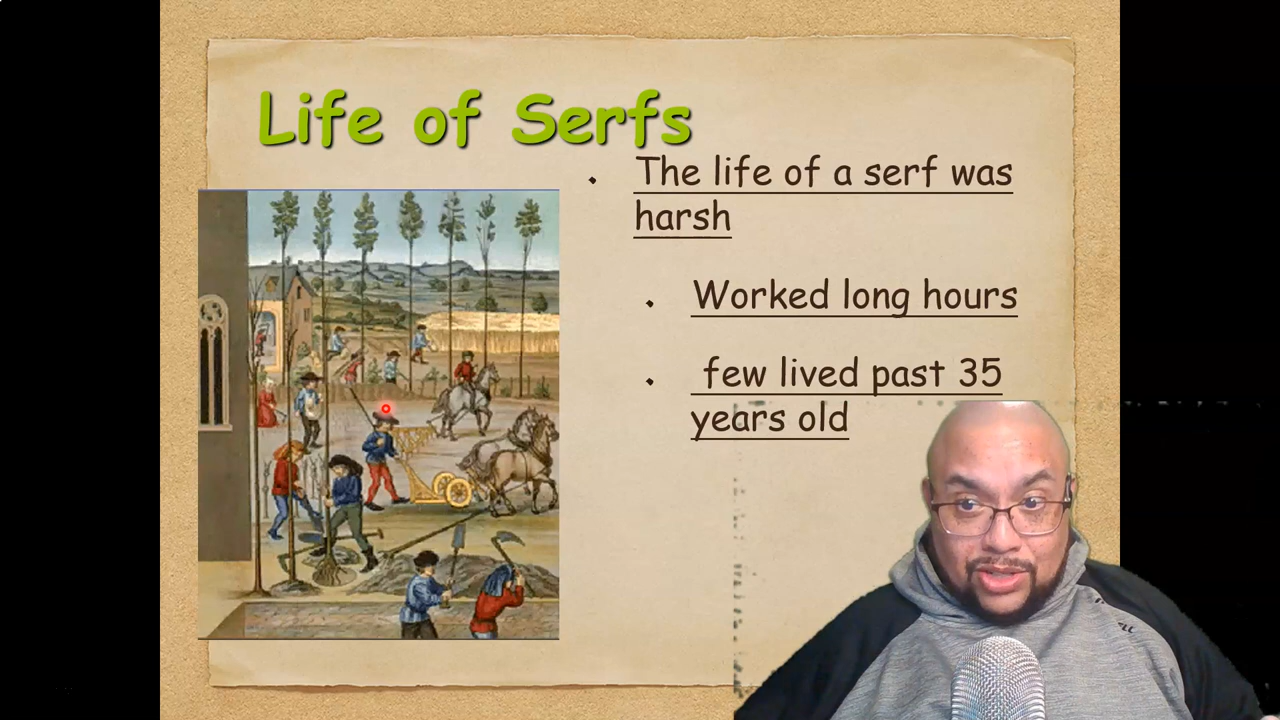 Life of Serfs
The life of a serf was
harsh
Worked long hours
few lived past 35
years old